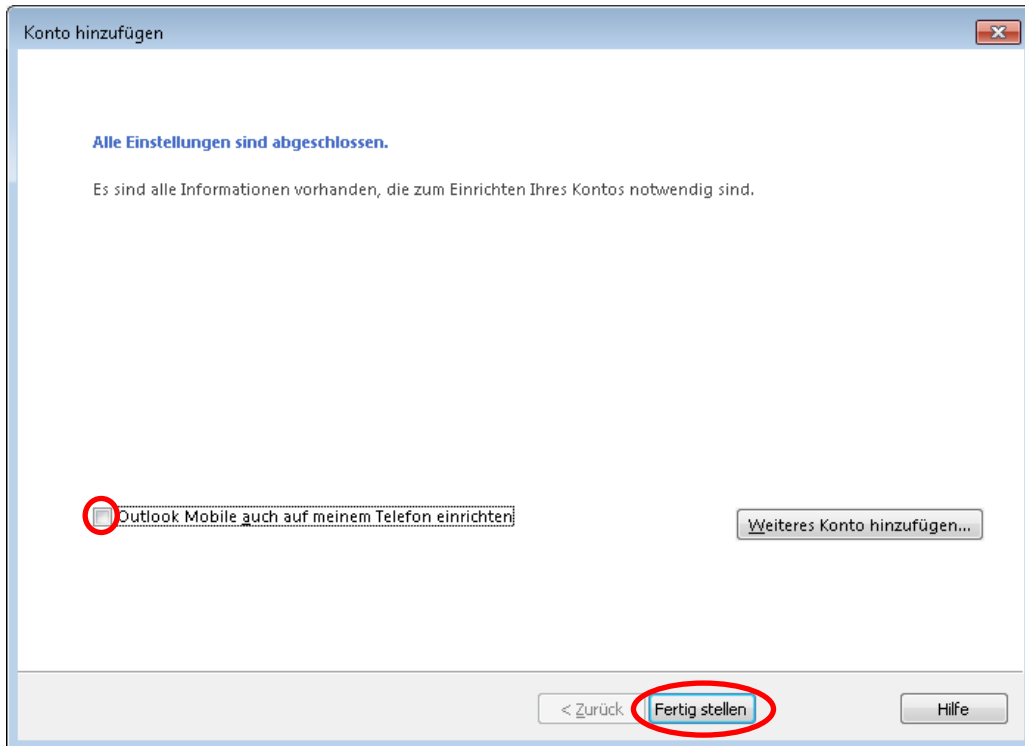 Konto hinzufügen
Alle Einstellungen sind abgeschlossen.
Es sind alle Informationen vorhanden, die zum Einrichten Ihres Kontos notwendig sind.
Outlook Mobile auch auf meinem Telefon einrichten
Weiteres Konto hinzufügen...
< Zurück
Fertig stellen
Hilfe